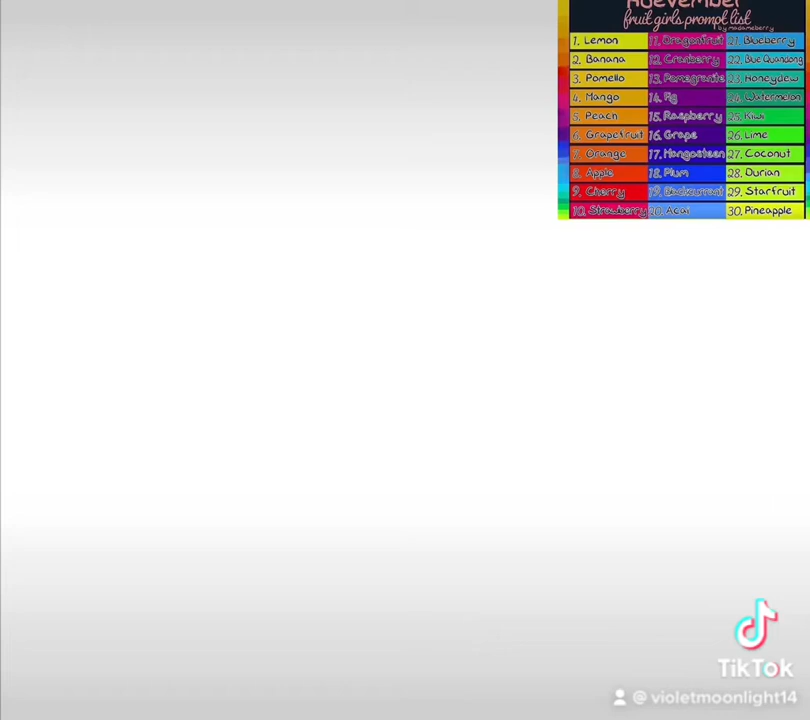 Huevember
fruit girls prompt list
by madameberry
1. Lemon
2. Banana
3. Pomello
4. Mango
5. Peach
6. Grapefruit
7. Orange
8. Apple
9. Cherry
10. Strawberry
11. Dragonfruit
12. Cranberry
13. Pomegranite
14. Fig
15. Raspberry
16. Grape
17. Mangosteen
18. Plum
19. Blackcurrant
20. Acai
21. Blueberry
22. Blue Quandong
23. Honeydew
24. Watermelon
25. Kiwi
26. Lime
27. Coconut
28. Durian
29. Starfruit
30. Pineapple
TikTok
@violetmoonlight14